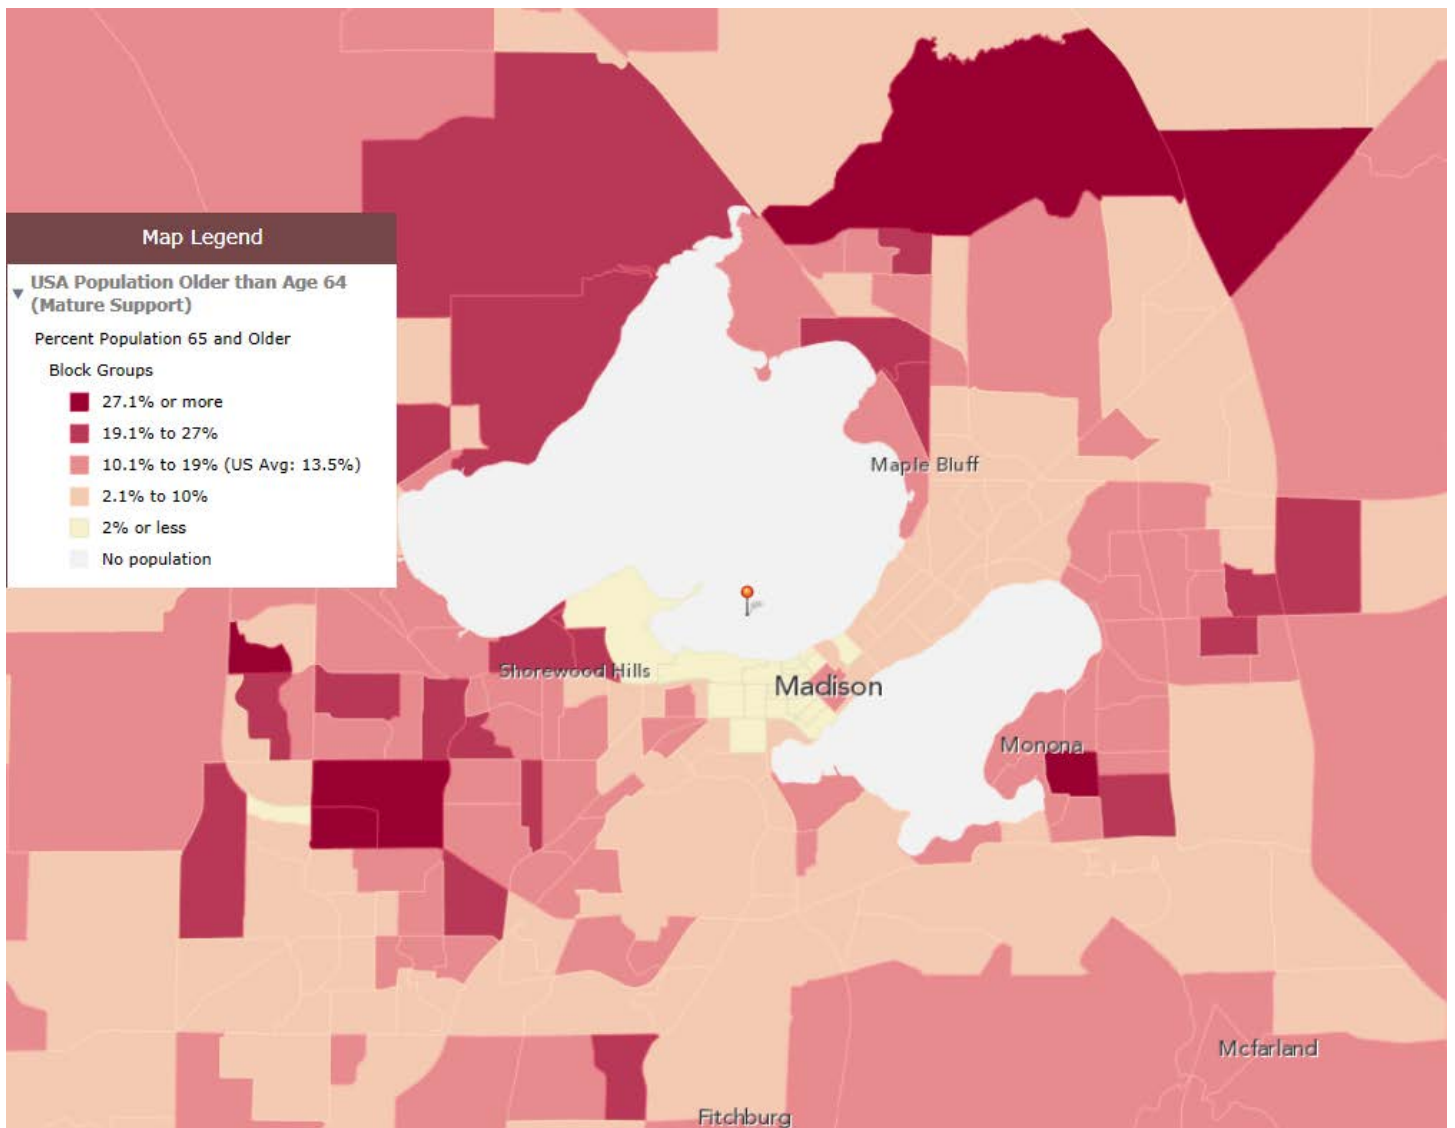 Map Legend
USA Population Older than Age 64
(Mature Support)
Percent Population 65 and Older
Block Groups
27.1% or more
19.1% to 27%
10.1% to 19% (US Avg: 13.5%)
2.1% to 10%
2% or less
No population
Maple Bluff
Shorewood Hills
Madison
Monona
Mcfarland
Fitchburg